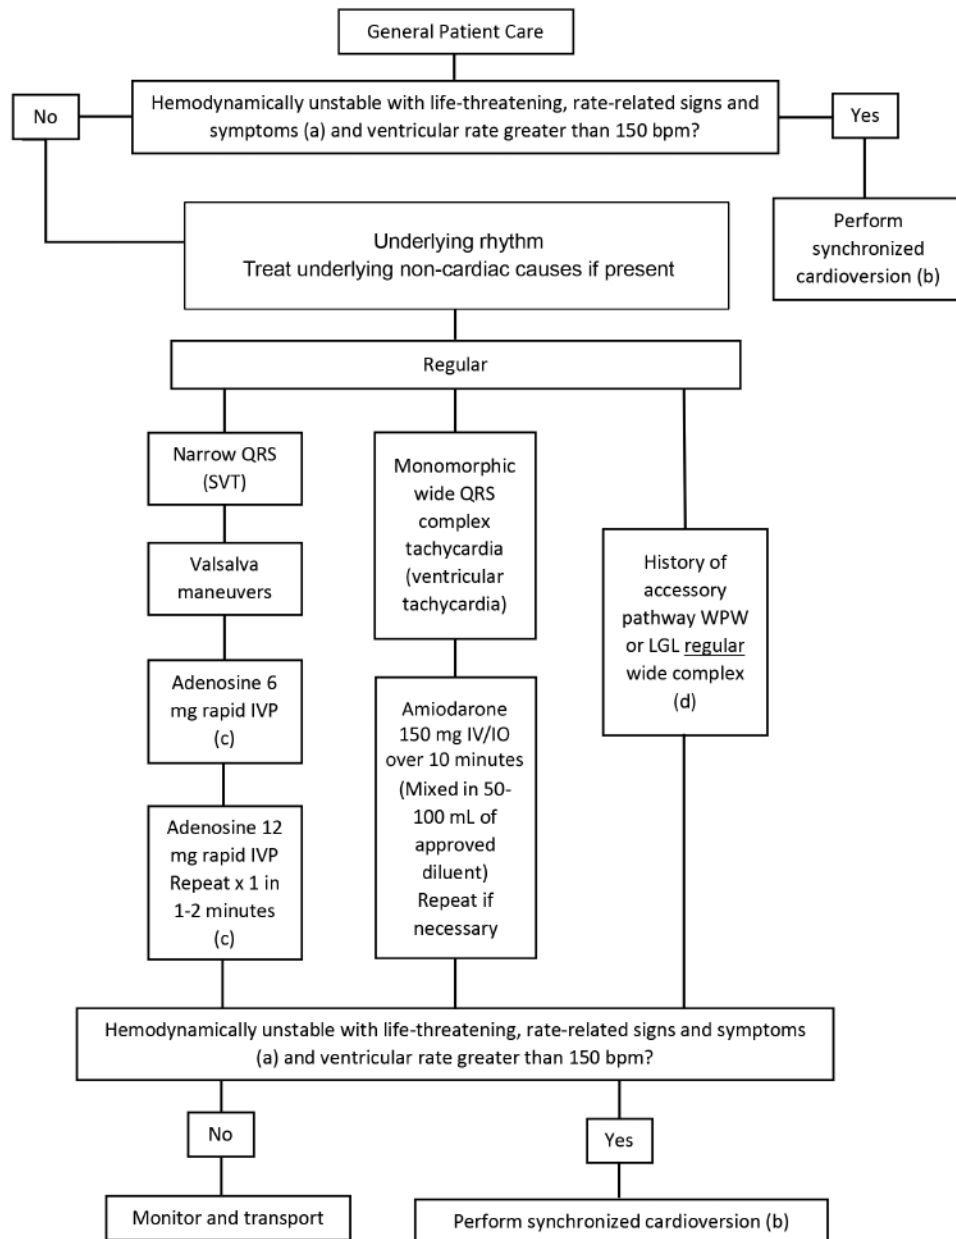 General Patient Care
Hemodynamically unstable with life-threatening, rate-related signs and
symptoms (a) and ventricular rate greater than 150 bpm?
No
Yes
Perform
synchronized
cardioversion (b)
Underlying rhythm
Treat underlying non-cardiac causes if present
Regular
Narrow QRS
(SVT)
Valsalva
maneuvers
Adenosine 6
mg rapid IVP
(c)
Adenosine 12
mg rapid IVP
Repeat x 1 in
1-2 minutes
(c)
Monomorphic
wide QRS
complex
tachycardia
(ventricular
tachycardia)
Amiodarone
150 mg IV/IO
over 10 minutes
(Mixed in 50-
100 mL of
approved
diluent)
Repeat if
necessary
History of
accessory
pathway WPW
or LGL regular
wide complex
(d)
Hemodynamically unstable with life-threatening, rate-related signs and symptoms
(a) and ventricular rate greater than 150 bpm?
No
Yes
Monitor and transport
Perform synchronized cardioversion (b)